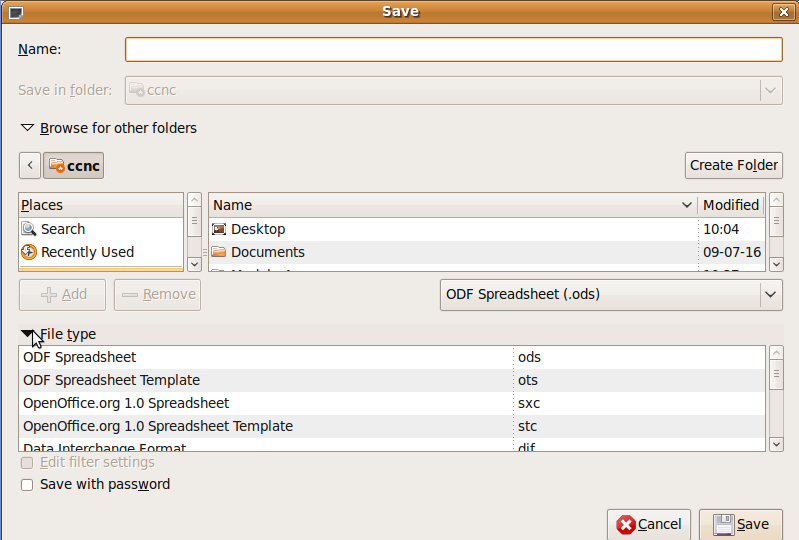 Save
Name:
Save in folder: ccnc
Browse for other folders
ccnc
Create Folder
Places
Search
Recently Used
Name Modified
Desktop 10:04
Documents 09-07-16
Add Remove
ODF Spreadsheet (.ods)
File type
ODF Spreadsheet ods
ODF Spreadsheet Template ots
OpenOffice.org 1.0 Spreadsheet sxc
OpenOffice.org 1.0 Spreadsheet Template stc
Data Interchange Format dif
Edit filter settings
Save with password
Cancel Save